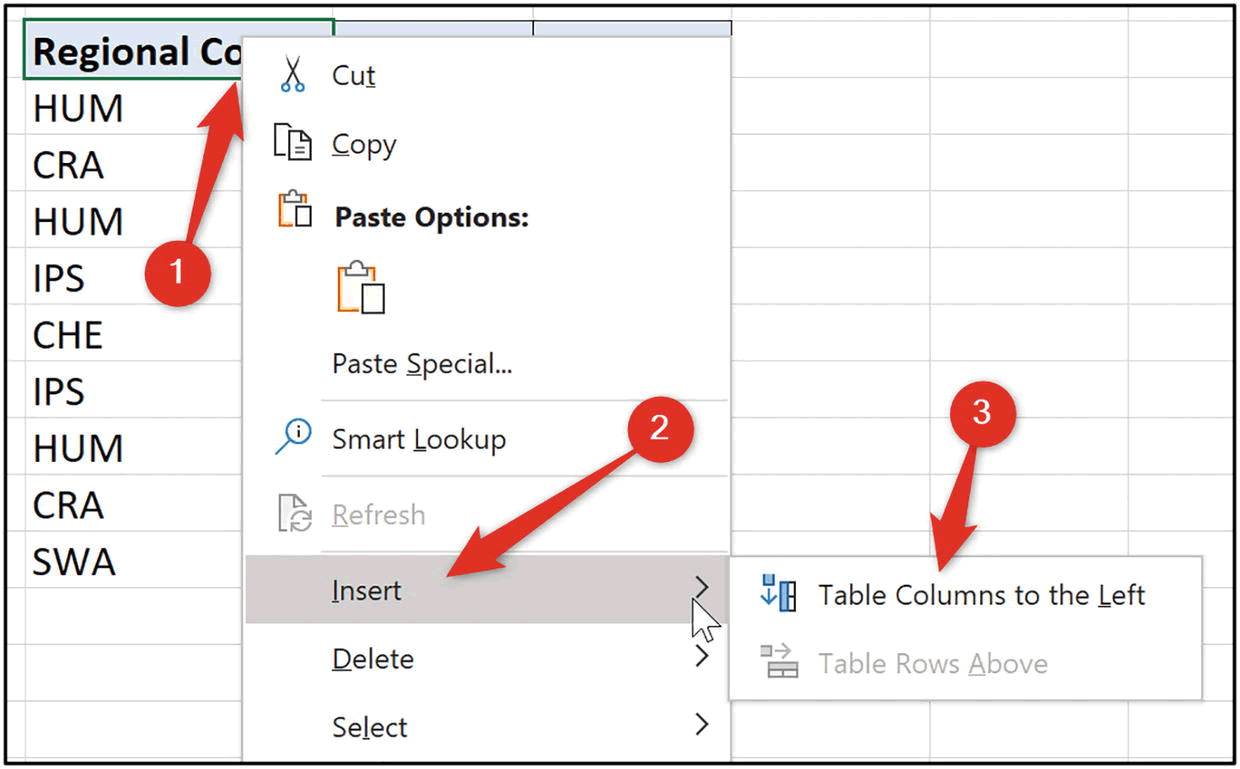 Regional Co
HUM
CRA
HUM
IPS
CHE
IPS
HUM
CRA
SWA
1
Cut
Copy
Paste Options:
Paste Special...
Smart Lookup
Refresh
Insert
Delete
Select
2
3
Table Columns to the Left
Table Rows Above